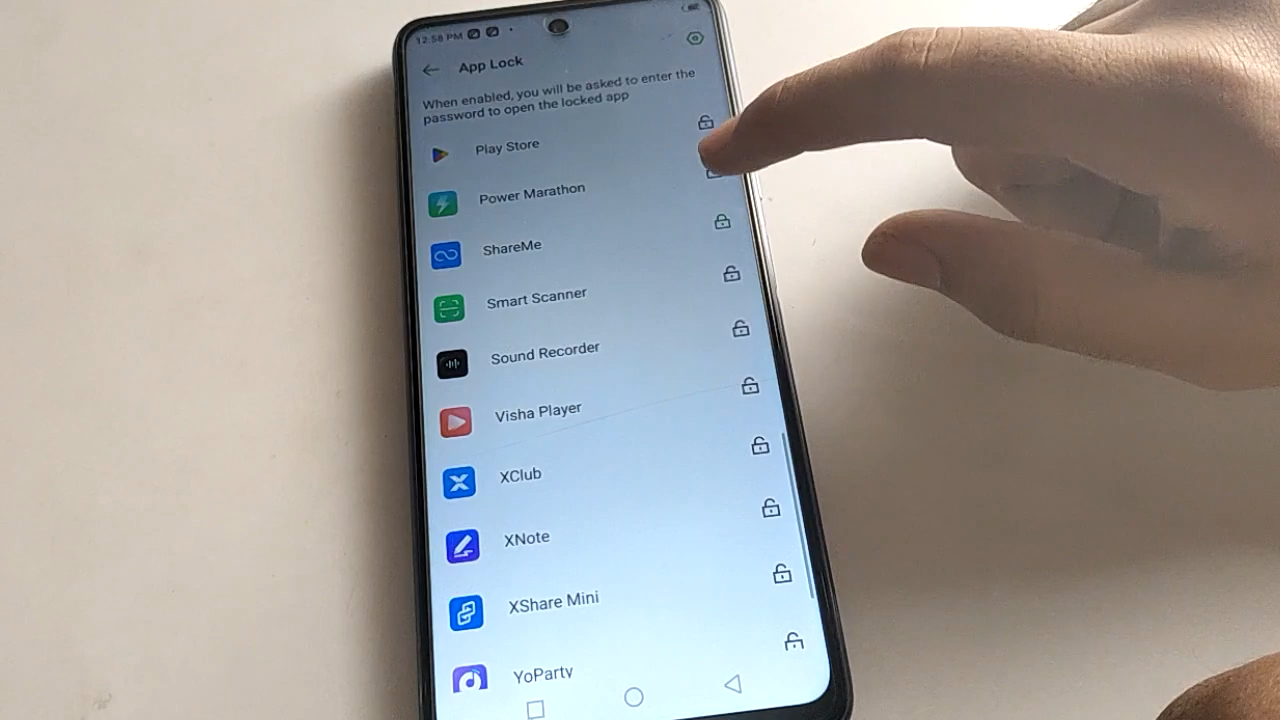 12:58 PM
App Lock
When enabled, you will be asked to enter the
password to open the locked app
Play Store
Power Marathon
ShareMe
Smart Scanner
Sound Recorder
Visha Player
XClub
XNote
XShare Mini
YoParty